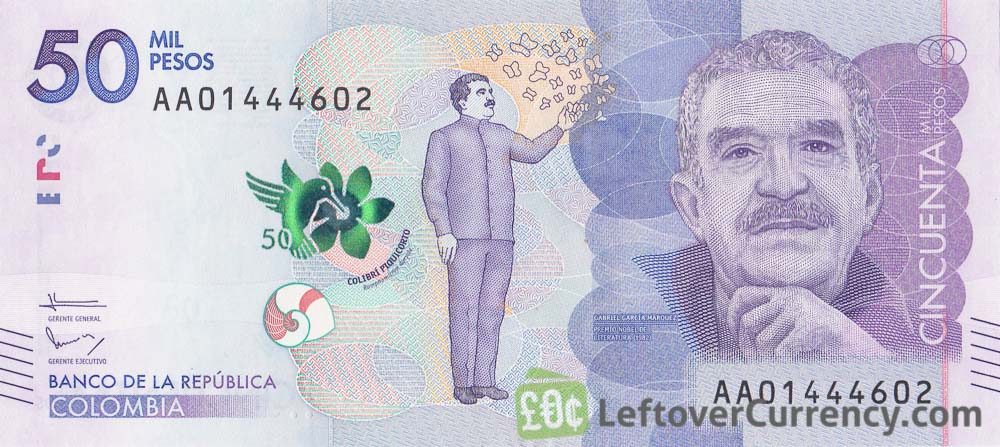 50 MIL
PESOS
AA01444602
50
COLIBRÍ PIQUICORTO
GERENTE GENERAL
GERENTE EJECUTIVO
BANCO DE LA REPÚBLICA
COLOMBIA
GABRIEL GARCÍA MÁRQUEZ
PREMIO NOBEL DE
LITERATURA 1982
CINCUENTA MIL
PESOS
AA01444602
£0¢ LeftoverCurrency.com